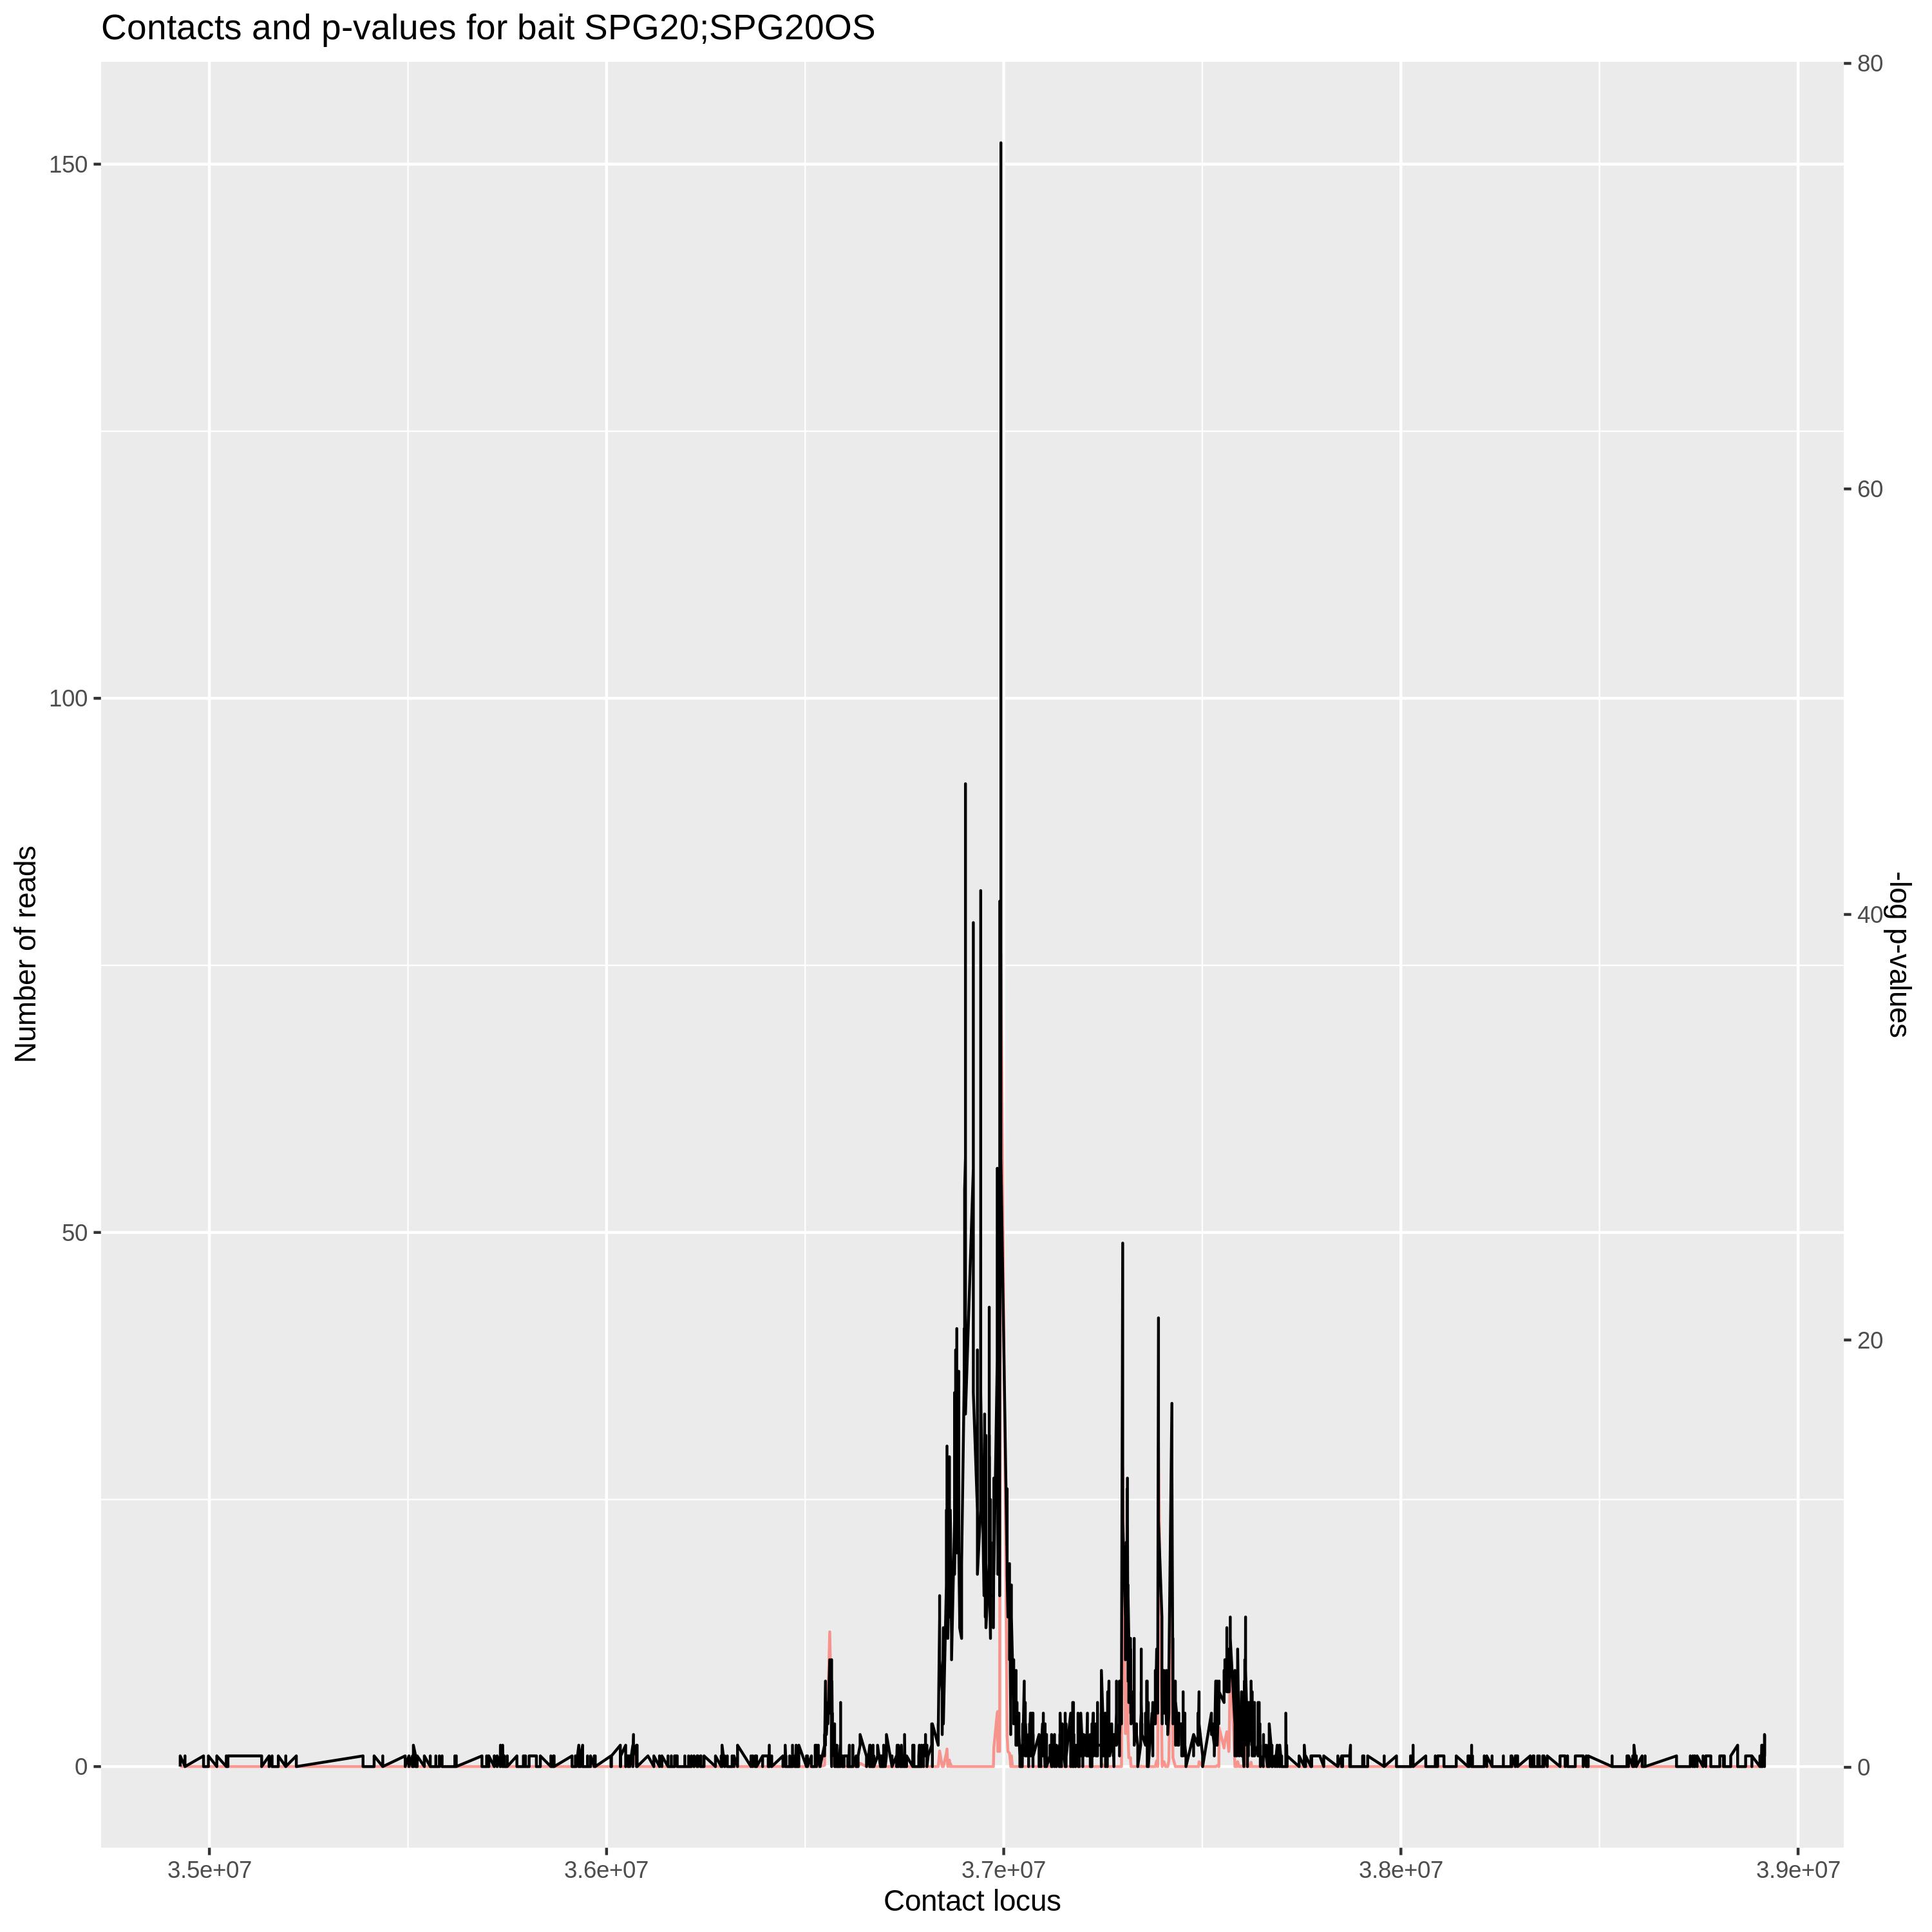 Contacts and p-values for bait SPG20;SPG20OS
150
100
50
0
Number of reads
80
60
40
20
0
-log p-values
3.5e+07
3.6e+07
3.7e+07
3.8e+07
3.9e+07
Contact locus